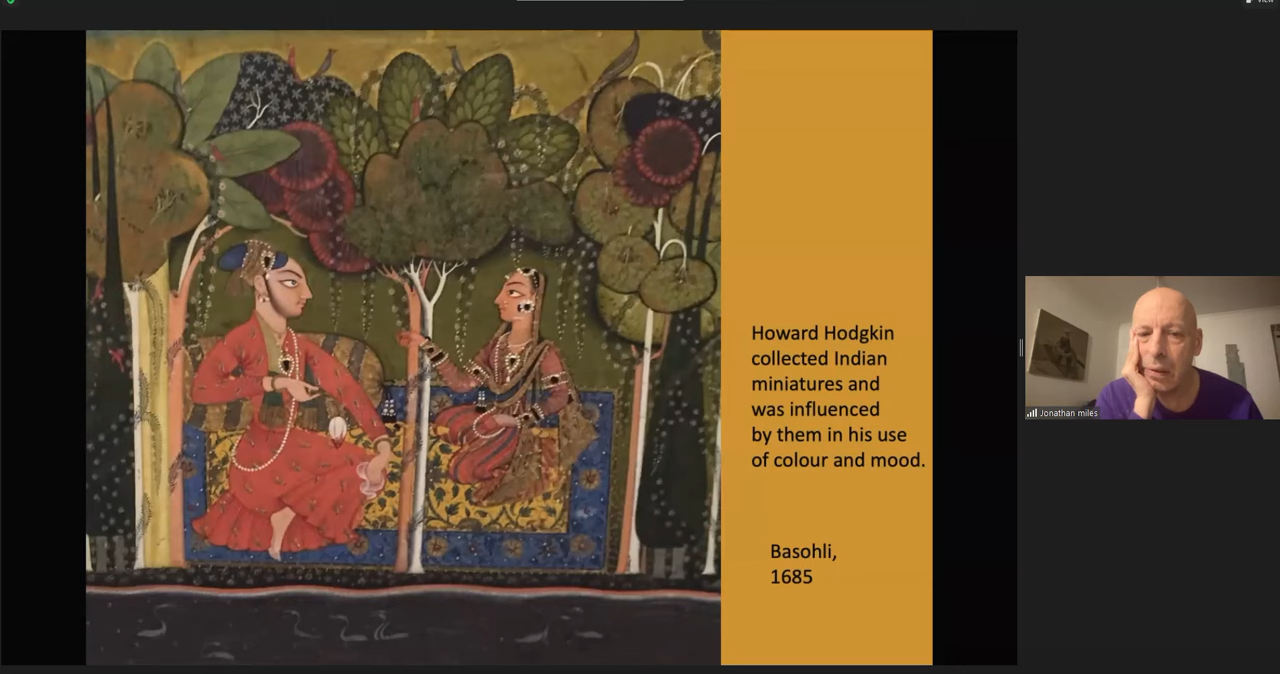 View
Howard Hodgkin
collected Indian
miniatures and
was influenced
by them in his use
of colour and mood.
Basohli,
1685
Jonathan miles